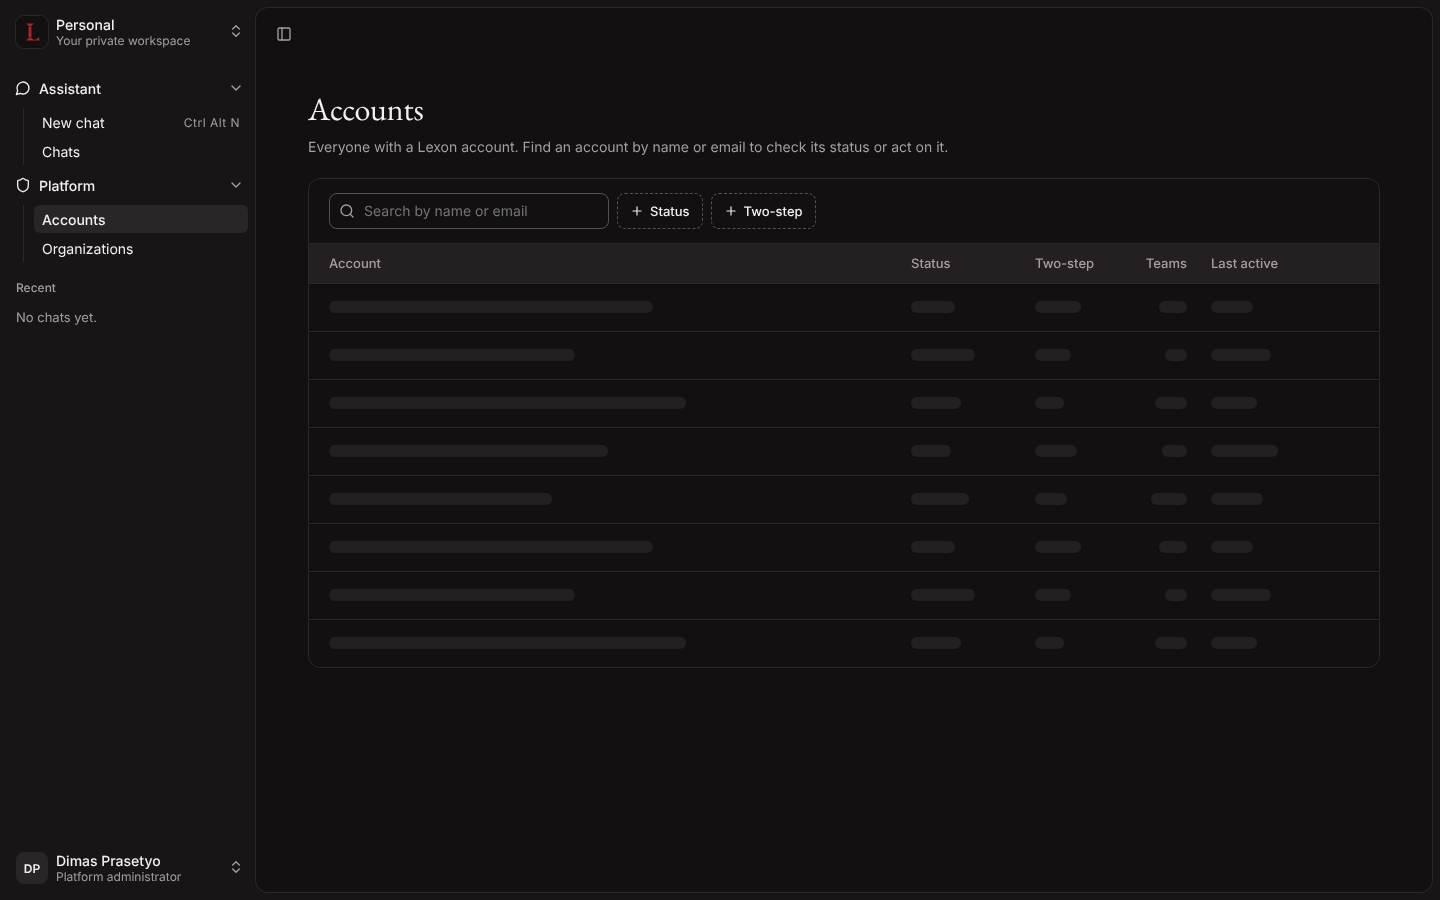 L
Personal
Your private workspace
Assistant
New chat Ctrl Alt N
Chats
Platform
Accounts
Organizations
Recent
No chats yet.
DP
Dimas Prasetyo
Platform administrator
Accounts
Everyone with a Lexon account. Find an account by name or email to check its status or act on it.
Search by name or email
Status
Two-step
Account Status Two-step Teams Last active